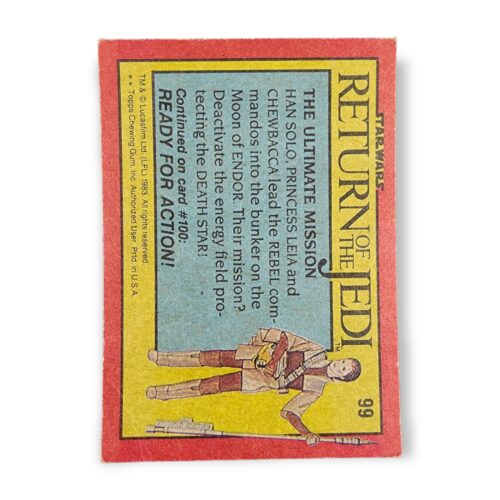 STAR WARS
RETURN OF THE JEDI™
99
THE ULTIMATE MISSION
HAN SOLO, PRINCESS LEIA and
CHEWBACCA lead the REBEL com-
mandos into the bunker on the
Moon of ENDOR. Their mission?
Deactivate the energy field pro-
tecting the DEATH STAR!
Continued on card #100:
READY FOR ACTION!
TM & © Lucasfilm Ltd. (LFL) 1983. All rights reserved.
** Topps Chewing Gum, Inc. Authorized User. Prtd. in U.S.A.